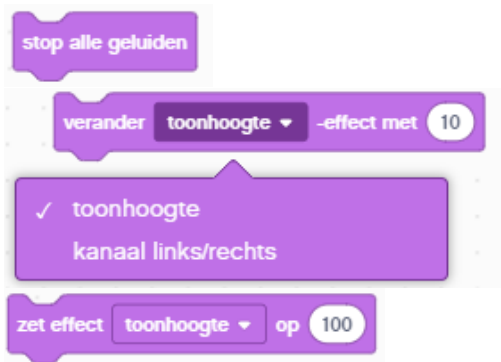 stop alle geluiden
verander toonhoogte -effect met 10
✓ toonhoogte
kanaal links/rechts
zet effect toonhoogte op 100